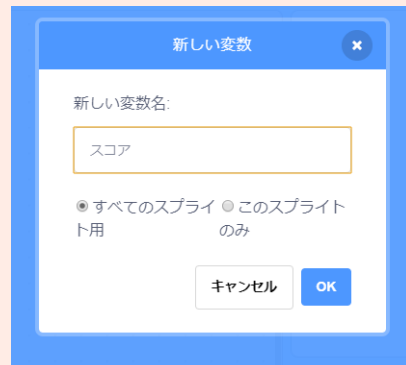 新しい変数
新しい変数名:
スコア
すべてのスプライト用
このスプライトのみ
キャンセル OK